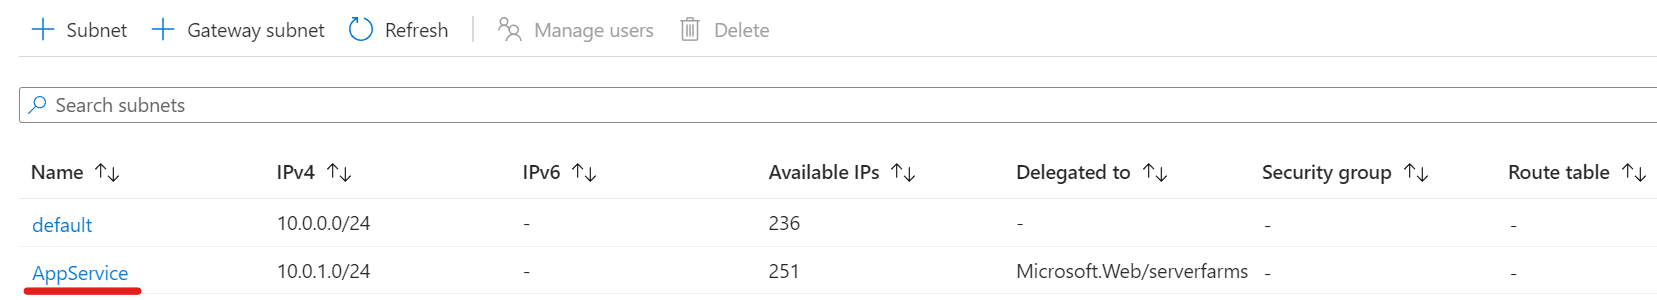 Subnet Gateway subnet Refresh Manage users Delete
Search subnets
Name IPv4 IPv6 Available IPs Delegated to Security group Route table
default 10.0.0.0/24 - 236 - - -
AppService 10.0.1.0/24 - 251 Microsoft.Web/serverfarms - -